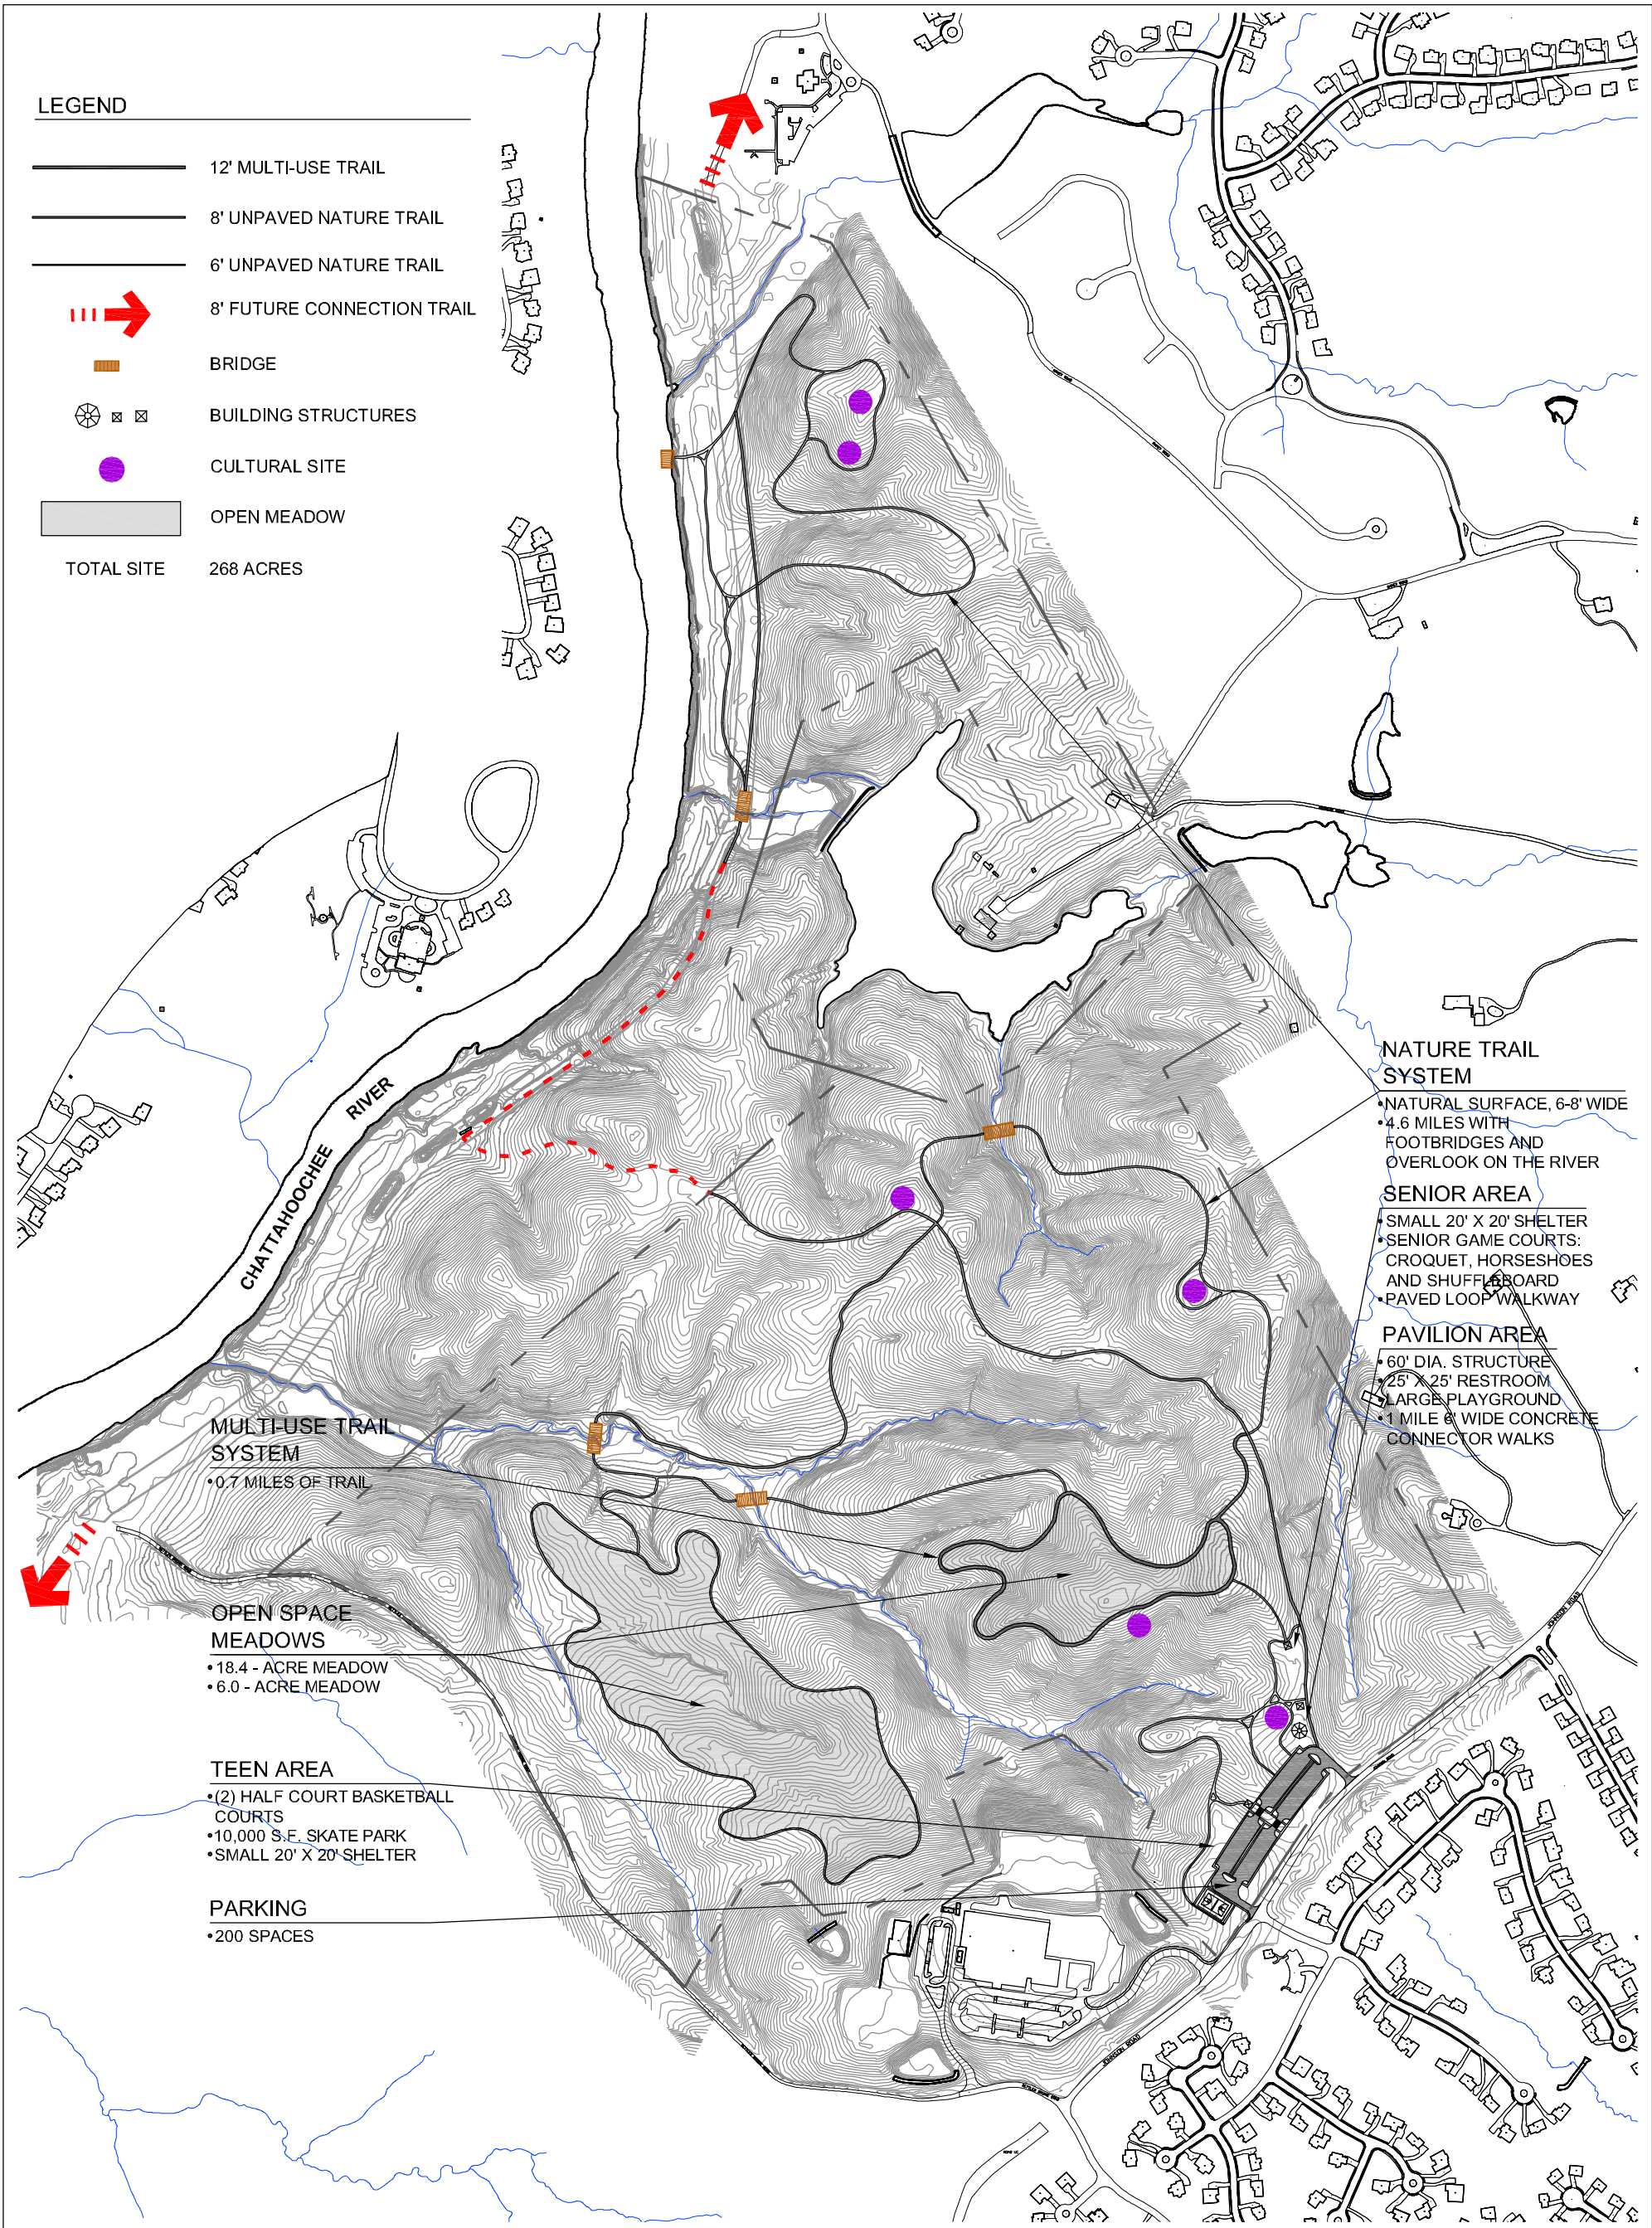 LEGEND
12' MULTI-USE TRAIL
8' UNPAVED NATURE TRAIL
6' UNPAVED NATURE TRAIL
8' FUTURE CONNECTION TRAIL
BRIDGE
BUILDING STRUCTURES
CULTURAL SITE
OPEN MEADOW
TOTAL SITE 268 ACRES
CHATTAHOOCHEE RIVER
NATURE TRAIL
SYSTEM
•NATURAL SURFACE, 6-8' WIDE
•4.6 MILES WITH
FOOTBRIDGES AND
OVERLOOK ON THE RIVER
SENIOR AREA
•SMALL 20' X 20' SHELTER
•SENIOR GAME COURTS:
CROQUET, HORSESHOES
AND SHUFFLEBOARD
•PAVED LOOP WALKWAY
PAVILION AREA
•60' DIA. STRUCTURE
•25' X 25' RESTROOM
•LARGE PLAYGROUND
•1 MILE 6' WIDE CONCRETE
CONNECTOR WALKS
MULTI-USE TRAIL
SYSTEM
•0.7 MILES OF TRAIL
OPEN SPACE
MEADOWS
•18.4 - ACRE MEADOW
•6.0 - ACRE MEADOW
TEEN AREA
•(2) HALF COURT BASKETBALL
COURTS
•10,000 S.F. SKATE PARK
•SMALL 20' X 20' SHELTER
PARKING
•200 SPACES
JOHNSON ROAD
JOHNSON ROAD